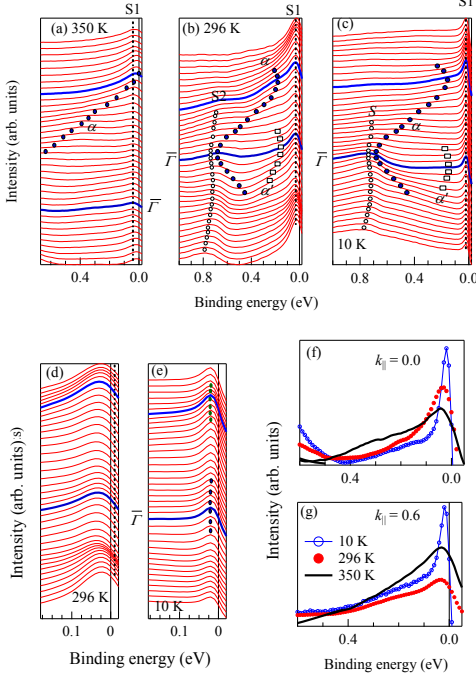 S1
S1
S1
(a) 350 K
(b) 296 K
(c)
S2
S
α
α
α
α'
α'
Γ
Γ
Γ
10 K
Intensity (arb. units)
0.4
0.0
0.8
0.4
0.0
0.8
0.4
0.0
Binding energy (eV)
(d)
(e)
Γ
296 K
10 K
Intensity (arb. units)
s)
0.1
0
0.1
0
Binding energy (eV)
(f)
k|| = 0.0
0.4
0.0
(g)
k|| = 0.6
10 K
296 K
350 K
Intensity (arb. units)
0.4
0.0
Binding energy (eV)